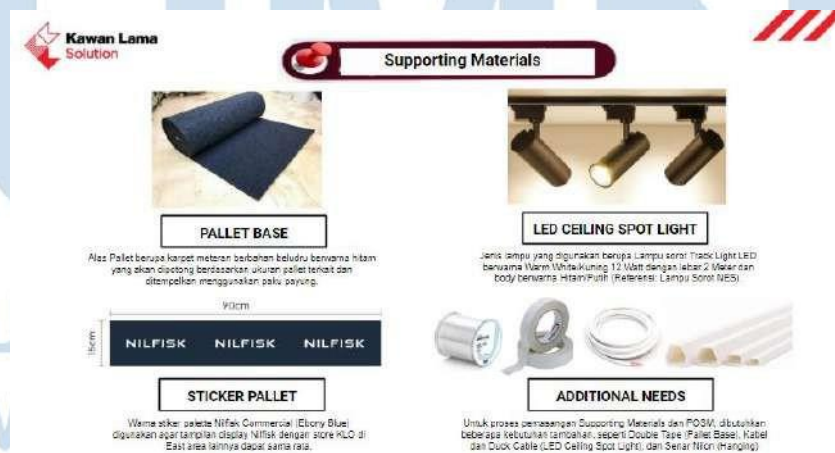 Kawan Lama
Solution
Supporting Materials
PALLET BASE
Alas Pallet berupa karpet meteran berbahan beludru berwarna hitam
yang akan dipotong berdasarkan ukuran pallet terkait dan
ditempelkan menggunakan paku payung.
LED CEILING SPOT LIGHT
Jenis lampu yang digunakan berupa Lampu sorot Track Light LED
berwarna Warm White/Kuning 12 Watt dengan lebar 2 Meter dan
body berwarna Hitam/Putih (Referensi: Lampu Sorot NES)
90cm
15cm
NILFISK NILFISK NILFISK
STICKER PALLET
Warna stiker palette Nilfisk Commercial (Ebony Blue)
digunakan agar tampilan display Nilfisk dengan store KLO di
East area lainnya dapat sama rata.
ADDITIONAL NEEDS
Untuk proses pemasangan Supporting Materials dan POSM, dibutuhkan
beberapa kebutuhan tambahan, seperti Double Tape (Pallet Base), Kabel
dan Duck Cable (LED Ceiling Spot Light), dan Senar Nilon (Hanging)